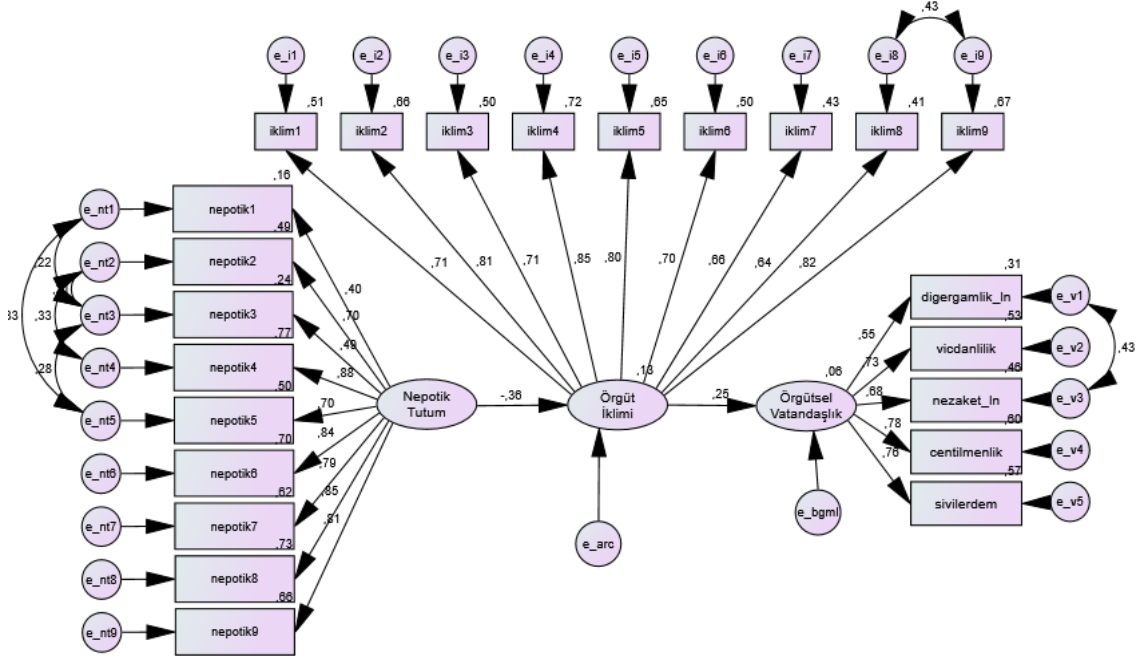 ,43
e_i1 e_i2 e_i3 e_i4 e_i5 e_i6 e_i7 e_i8 e_i9
,51 ,66 ,50 ,72 ,65 ,50 ,43 ,41 ,67
iklim1 iklim2 iklim3 iklim4 iklim5 iklim6 iklim7 iklim8 iklim9
,71 ,81 ,71 ,85 ,80 ,70 ,66 ,64 ,82
,16
e_nt1 nepotik1
,49
,22
e_nt2 nepotik2
,24
,33
e_nt3 nepotik3
,77
,28
e_nt4 nepotik4
,50
e_nt5 nepotik5
,70
e_nt6 nepotik6
,62
e_nt7 nepotik7
,73
e_nt8 nepotik8
,66
e_nt9 nepotik9
,40
,70
,49
,88
,70
,84
,79
,85
,81
Nepotik
Tutum
-,36
,13
Örgüt
İklimi
e_arc
,25
,06
Örgütsel
Vatandaşlık
e_bgml
,55
,73
,68
,78
,76
,31
digergamlik_ln e_v1
,53
vicdanlilik e_v2
,43
,46
nezaket_ln e_v3
,60
centilmenlik e_v4
,57
sivilerdem e_v5